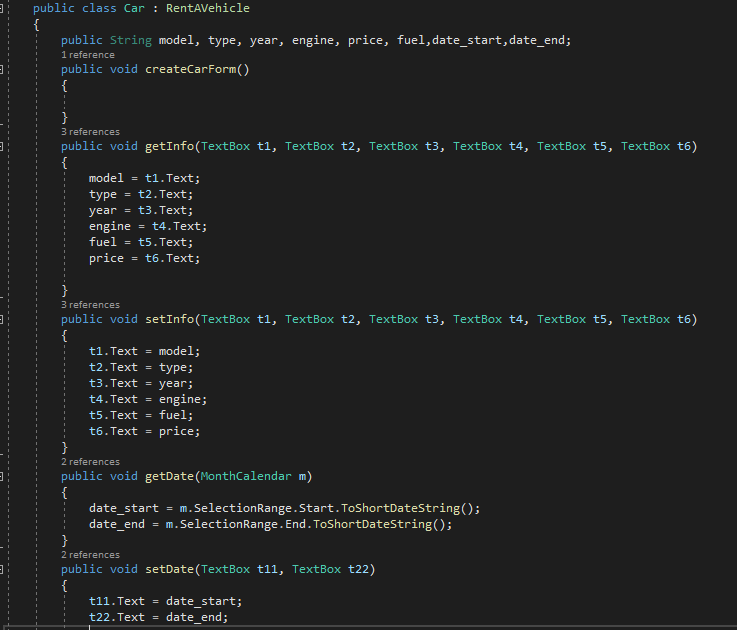 public class Car : RentAVehicle
{
public String model, type, year, engine, price, fuel,date_start,date_end;
1 reference
public void createCarForm()
{
}
3 references
public void getInfo(TextBox t1, TextBox t2, TextBox t3, TextBox t4, TextBox t5, TextBox t6)
{
model = t1.Text;
type = t2.Text;
year = t3.Text;
engine = t4.Text;
fuel = t5.Text;
price = t6.Text;
}
3 references
public void setInfo(TextBox t1, TextBox t2, TextBox t3, TextBox t4, TextBox t5, TextBox t6)
{
t1.Text = model;
t2.Text = type;
t3.Text = year;
t4.Text = engine;
t5.Text = fuel;
t6.Text = price;
}
2 references
public void getDate(MonthCalendar m)
{
date_start = m.SelectionRange.Start.ToShortDateString();
date_end = m.SelectionRange.End.ToShortDateString();
}
2 references
public void setDate(TextBox t11, TextBox t22)
{
t11.Text = date_start;
t22.Text = date_end;